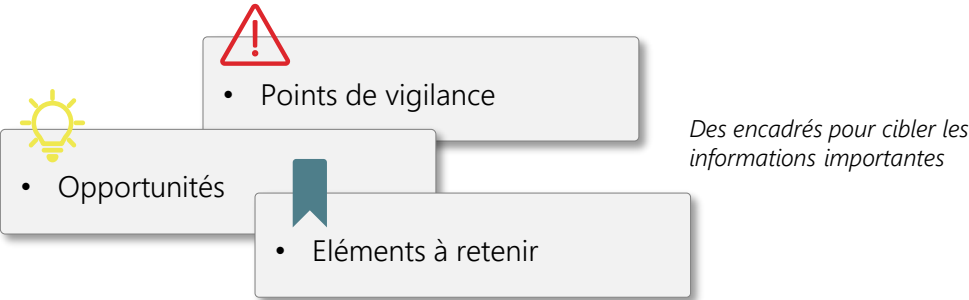 • Points de vigilance
Des encadrés pour cibler les
informations importantes
• Opportunités
• Eléments à retenir